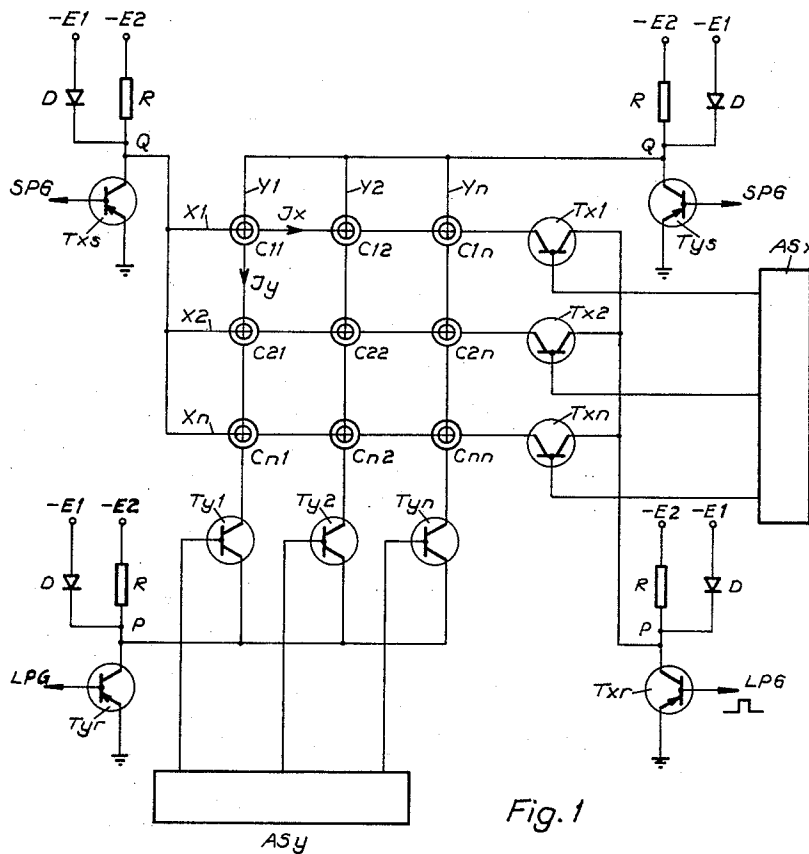 -E1 -E2 -E2 -E1
D R R D
Q Q
SPG SPG
Txs Tys
Y1 Y2 Yn
X1 Jx Tx1
C11 C12 C1n
ASx
Jy
X2 Tx2
C21 C22 C2n
Xn Txn
Cn1 Cn2 Cnn
Ty1 Ty2 Tyn
-E1 -E2 -E2 -E1
D R R D
P P
LPG LPG
Tyr Txr
ASy
Fig. 1